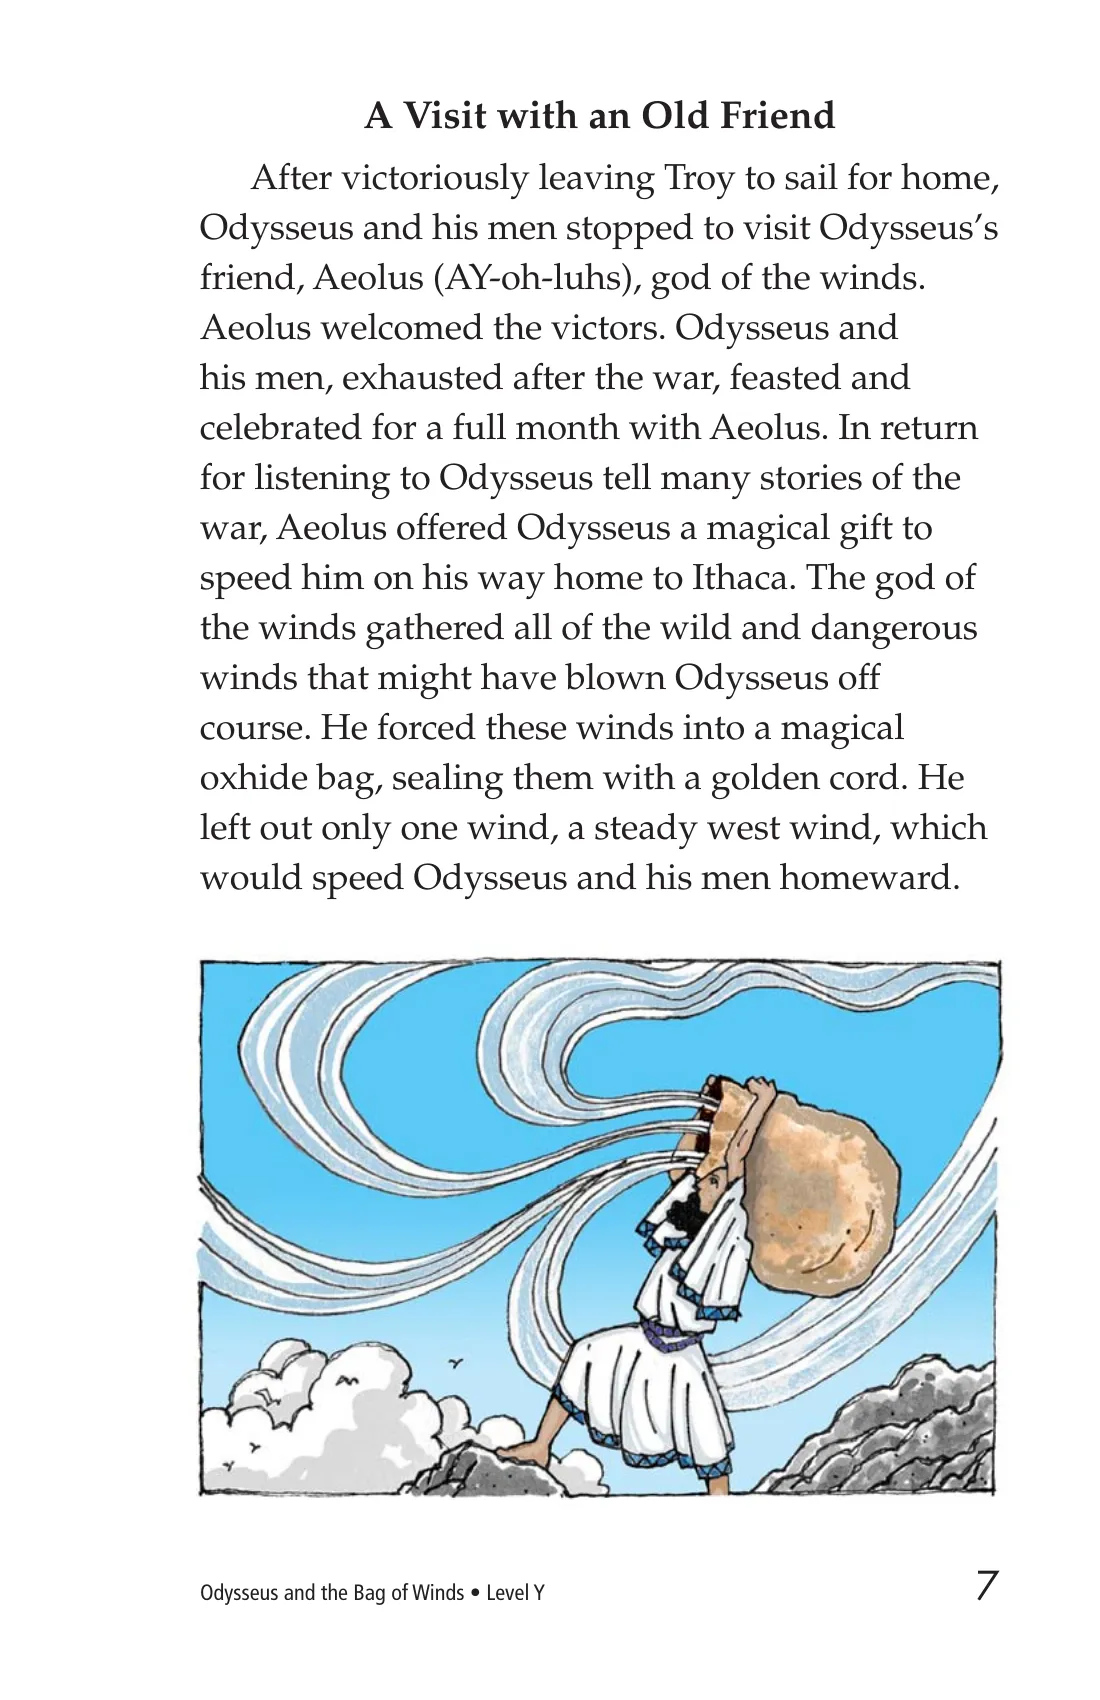 A Visit with an Old Friend
After victoriously leaving Troy to sail for home,
Odysseus and his men stopped to visit Odysseus’s
friend, Aeolus (AY-oh-luhs), god of the winds.
Aeolus welcomed the victors. Odysseus and
his men, exhausted after the war, feasted and
celebrated for a full month with Aeolus. In return
for listening to Odysseus tell many stories of the
war, Aeolus offered Odysseus a magical gift to
speed him on his way home to Ithaca. The god of
the winds gathered all of the wild and dangerous
winds that might have blown Odysseus off
course. He forced these winds into a magical
oxhide bag, sealing them with a golden cord. He
left out only one wind, a steady west wind, which
would speed Odysseus and his men homeward.
Odysseus and the Bag of Winds • Level Y
7